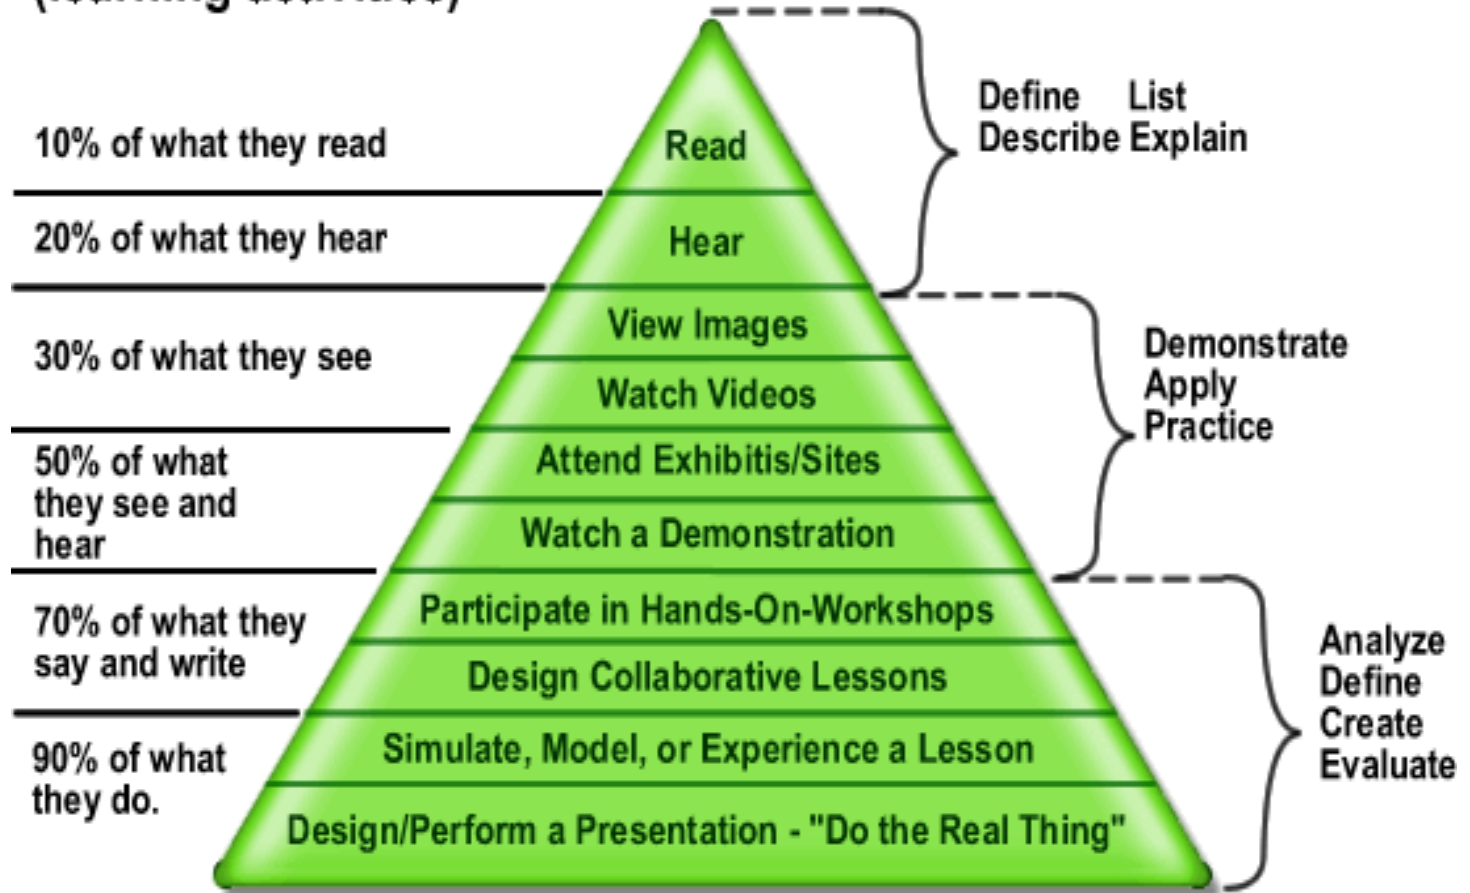 10% of what they read
Read
Define List
Describe Explain
20% of what they hear
Hear
30% of what they see
View Images
Watch Videos
Demonstrate
Apply
Practice
50% of what
they see and
hear
Attend Exhibitis/Sites
Watch a Demonstration
70% of what they
say and write
Participate in Hands-On-Workshops
Design Collaborative Lessons
Analyze
Define
Create
Evaluate
90% of what
they do.
Simulate, Model, or Experience a Lesson
Design/Perform a Presentation - "Do the Real Thing"